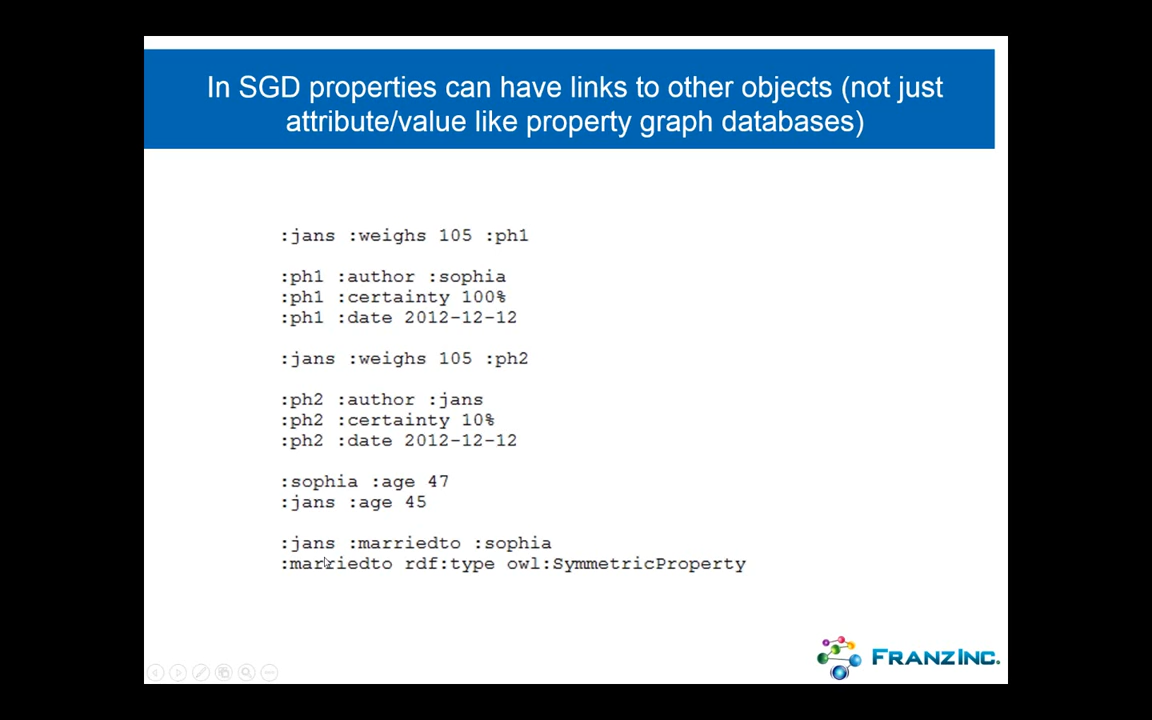 In SGD properties can have links to other objects (not just
attribute/value like property graph databases)
:jans :weighs 105 :ph1
:ph1 :author :sophia
:ph1 :certainty 100%
:ph1 :date 2012-12-12
:jans :weighs 105 :ph2
:ph2 :author :jans
:ph2 :certainty 10%
:ph2 :date 2012-12-12
:sophia :age 47
:jans :age 45
:jans :marriedto :sophia
:marriedto rdf:type owl:SymmetricProperty
FRANZ INC.